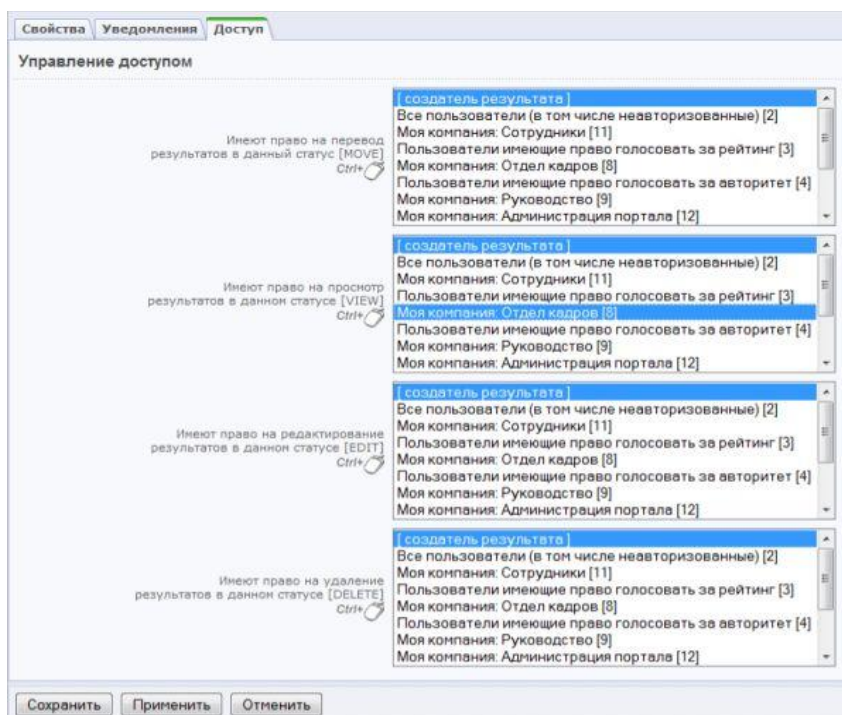 Свойства Уведомления Доступ
Управление доступом
Имеют право на перевод
результатов в данный статус [MOVE]
Ctrl+
[ создатель результата ]
Все пользователи (в том числе неавторизованные) [2]
Моя компания: Сотрудники [11]
Пользователи имеющие право голосовать за рейтинг [3]
Моя компания: Отдел кадров [8]
Пользователи имеющие право голосовать за авторитет [4]
Моя компания: Руководство [9]
Моя компания: Администрация портала [12]
Имеют право на просмотр
результатов в данном статусе [VIEW]
Ctrl+
[ создатель результата ]
Все пользователи (в том числе неавторизованные) [2]
Моя компания: Сотрудники [11]
Пользователи имеющие право голосовать за рейтинг [3]
Моя компания: Отдел кадров [8]
Пользователи имеющие право голосовать за авторитет [4]
Моя компания: Руководство [9]
Моя компания: Администрация портала [12]
Имеют право на редактирование
результатов в данном статусе [EDIT]
Ctrl+
[ создатель результата ]
Все пользователи (в том числе неавторизованные) [2]
Моя компания: Сотрудники [11]
Пользователи имеющие право голосовать за рейтинг [3]
Моя компания: Отдел кадров [8]
Пользователи имеющие право голосовать за авторитет [4]
Моя компания: Руководство [9]
Моя компания: Администрация портала [12]
Имеют право на удаление
результатов в данном статусе [DELETE]
Ctrl+
[ создатель результата ]
Все пользователи (в том числе неавторизованные) [2]
Моя компания: Сотрудники [11]
Пользователи имеющие право голосовать за рейтинг [3]
Моя компания: Отдел кадров [8]
Пользователи имеющие право голосовать за авторитет [4]
Моя компания: Руководство [9]
Моя компания: Администрация портала [12]
Сохранить Применить Отменить